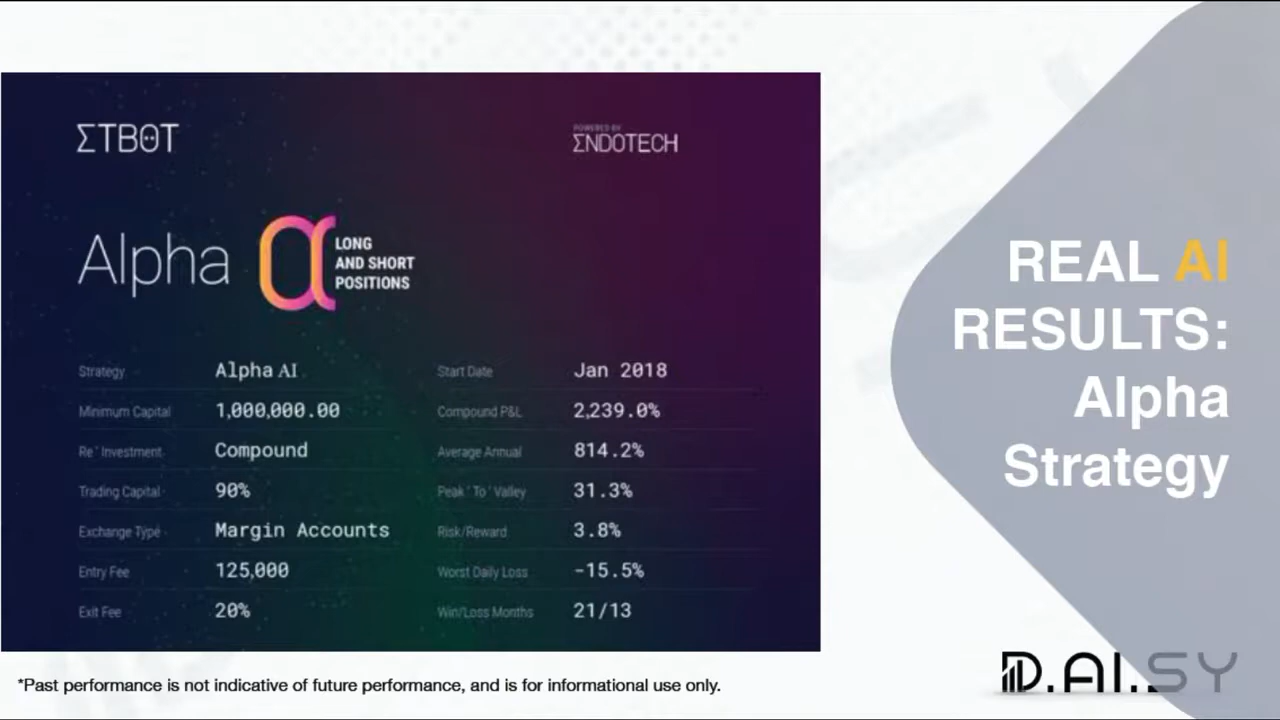 ΣTBOT
POWERED BY
ΣNDOTECH
Alpha
LONG
AND SHORT
POSITIONS
Strategy Alpha AI Start Date Jan 2018
Minimum Capital 1,000,000.00 Compound P&L 2,239.0%
Re'Investment Compound Average Annual 814.2%
Trading Capital 90% Peak'To'Valley 31.3%
Exchange Type Margin Accounts Risk/Reward 3.8%
Entry Fee 125,000 Worst Daily Loss -15.5%
Exit Fee 20% Win/Loss Months 21/13
REAL AI
RESULTS:
Alpha
Strategy
D.AI.SY
*Past performance is not indicative of future performance, and is for informational use only.